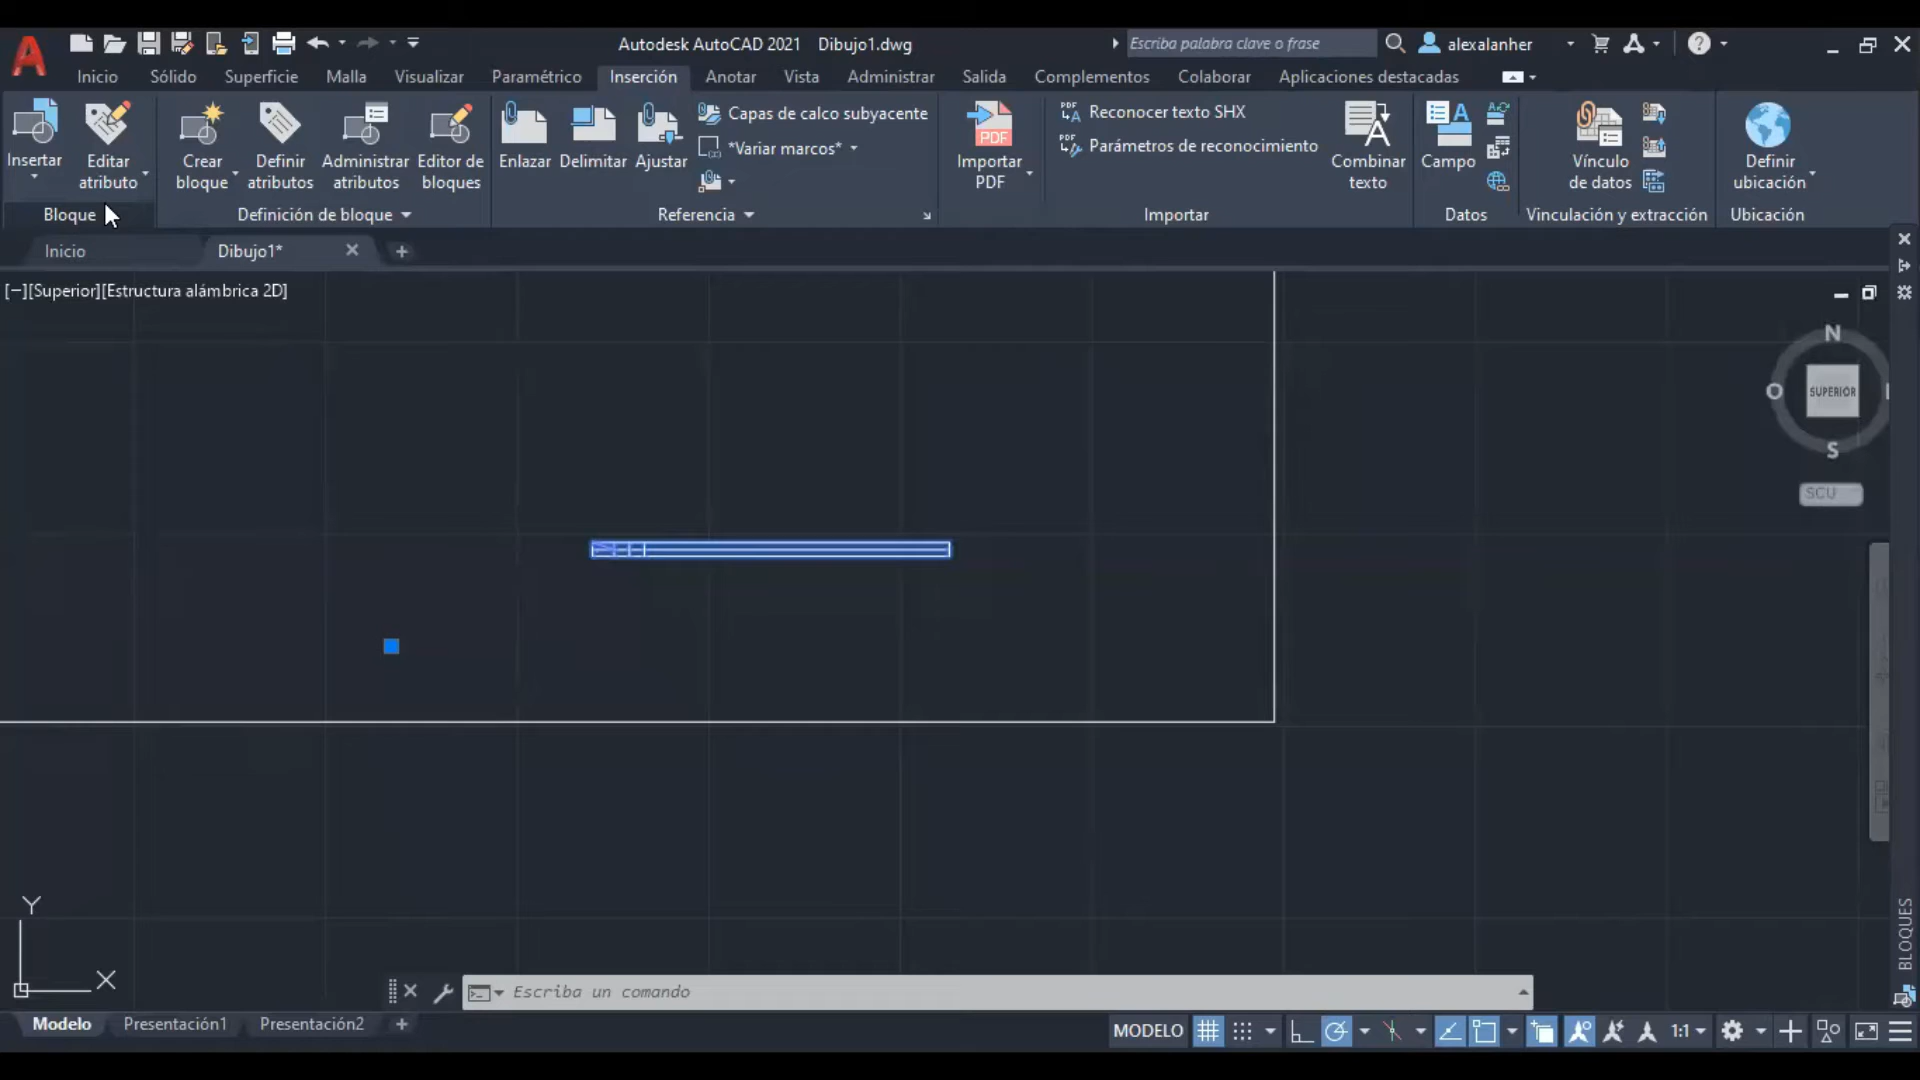 Autodesk AutoCAD 2021 Dibujo1.dwg
Escriba palabra clave o frase
alexalanher
Inicio Sólido Superficie Malla Visualizar Paramétrico Inserción Anotar Vista Administrar Salida Complementos Colaborar Aplicaciones destacadas
Insertar
Editar
atributo
Crear
bloque
Definir
atributos
Administrar
atributos
Editor de
bloques
Enlazar
Delimitar
Ajustar
Capas de calco subyacente
*Variar marcos*
PDF
Importar
PDF
PDF
Reconocer texto SHX
PDF
Parámetros de reconocimiento
Combinar
texto
Campo
Vínculo
de datos
Definir
ubicación
Bloque
Definición de bloque
Referencia
Importar
Datos
Vinculación y extracción
Ubicación
Inicio
Dibujo1*
[−][Superior][Estructura alámbrica 2D]
N
O
SUPERIOR
S
SCU
BLOQUES
Y
X
Escriba un comando
Modelo Presentación1 Presentación2
MODELO
1:1